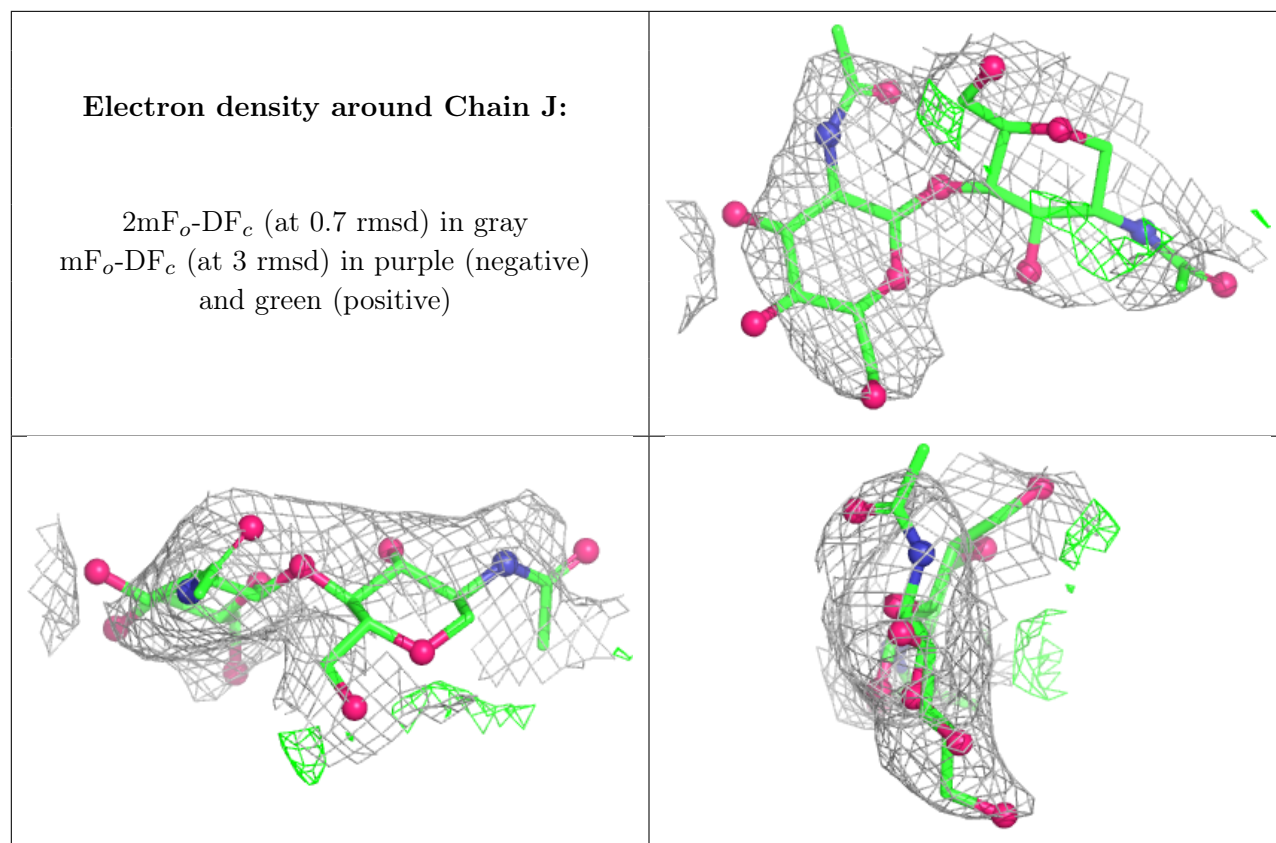 Electron density around Chain J:
2mFo-DFc (at 0.7 rmsd) in gray
mFo-DFc (at 3 rmsd) in purple (negative)
and green (positive)